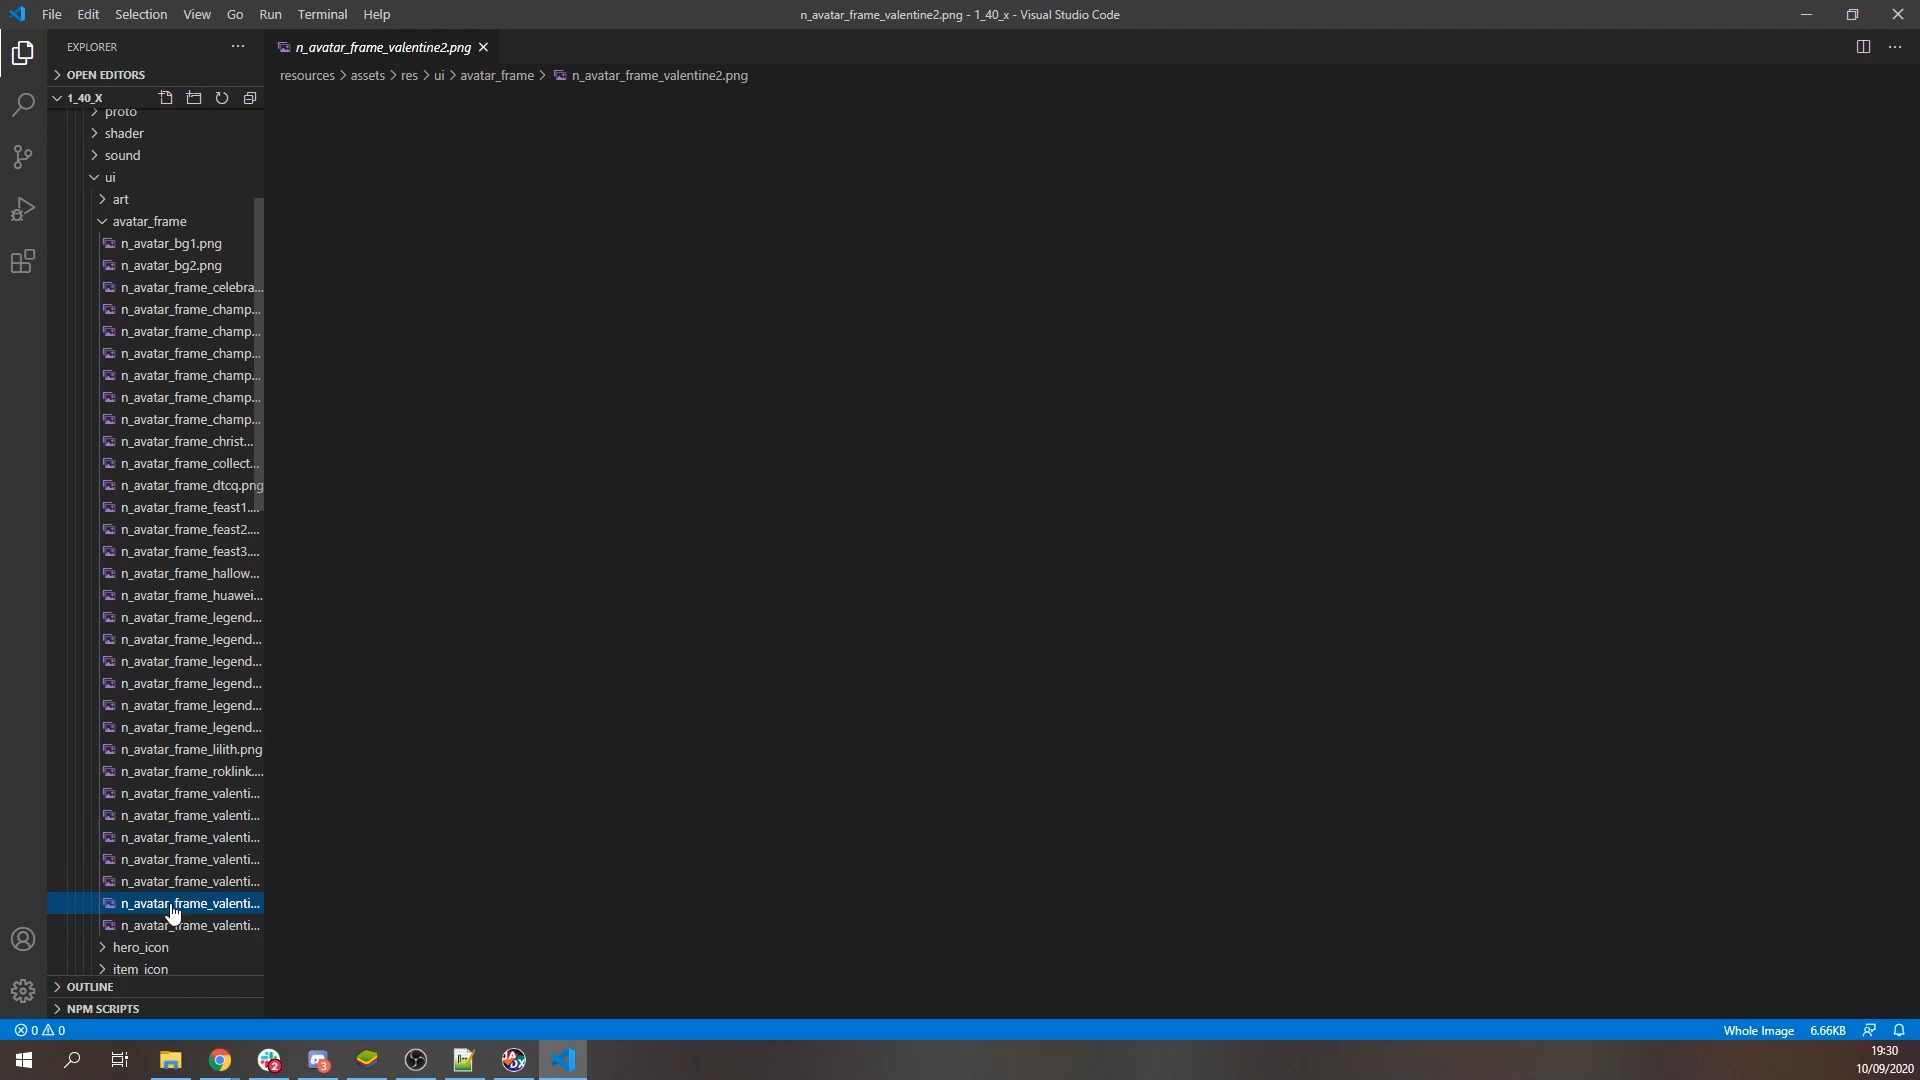 File Edit Selection View Go Run Terminal Help
n_avatar_frame_valentine2.png - 1_40_x - Visual Studio Code
EXPLORER
OPEN EDITORS
1_40_X
proto
shader
sound
ui
art
avatar_frame
n_avatar_bg1.png
n_avatar_bg2.png
n_avatar_frame_celebra...
n_avatar_frame_champ...
n_avatar_frame_champ...
n_avatar_frame_champ...
n_avatar_frame_champ...
n_avatar_frame_champ...
n_avatar_frame_champ...
n_avatar_frame_christ...
n_avatar_frame_collect...
n_avatar_frame_dtcq.png
n_avatar_frame_feast1....
n_avatar_frame_feast2....
n_avatar_frame_feast3....
n_avatar_frame_hallow...
n_avatar_frame_huawei...
n_avatar_frame_legend...
n_avatar_frame_legend...
n_avatar_frame_legend...
n_avatar_frame_legend...
n_avatar_frame_legend...
n_avatar_frame_legend...
n_avatar_frame_lilith.png
n_avatar_frame_roklink....
n_avatar_frame_valenti...
n_avatar_frame_valenti...
n_avatar_frame_valenti...
n_avatar_frame_valenti...
n_avatar_frame_valenti...
n_avatar_frame_valenti...
n_avatar_frame_valenti...
hero_icon
item_icon
OUTLINE
NPM SCRIPTS
n_avatar_frame_valentine2.png
resources > assets > res > ui > avatar_frame > n_avatar_frame_valentine2.png
0 0
Whole Image 6.66KB
2
3
19:30
10/09/2020